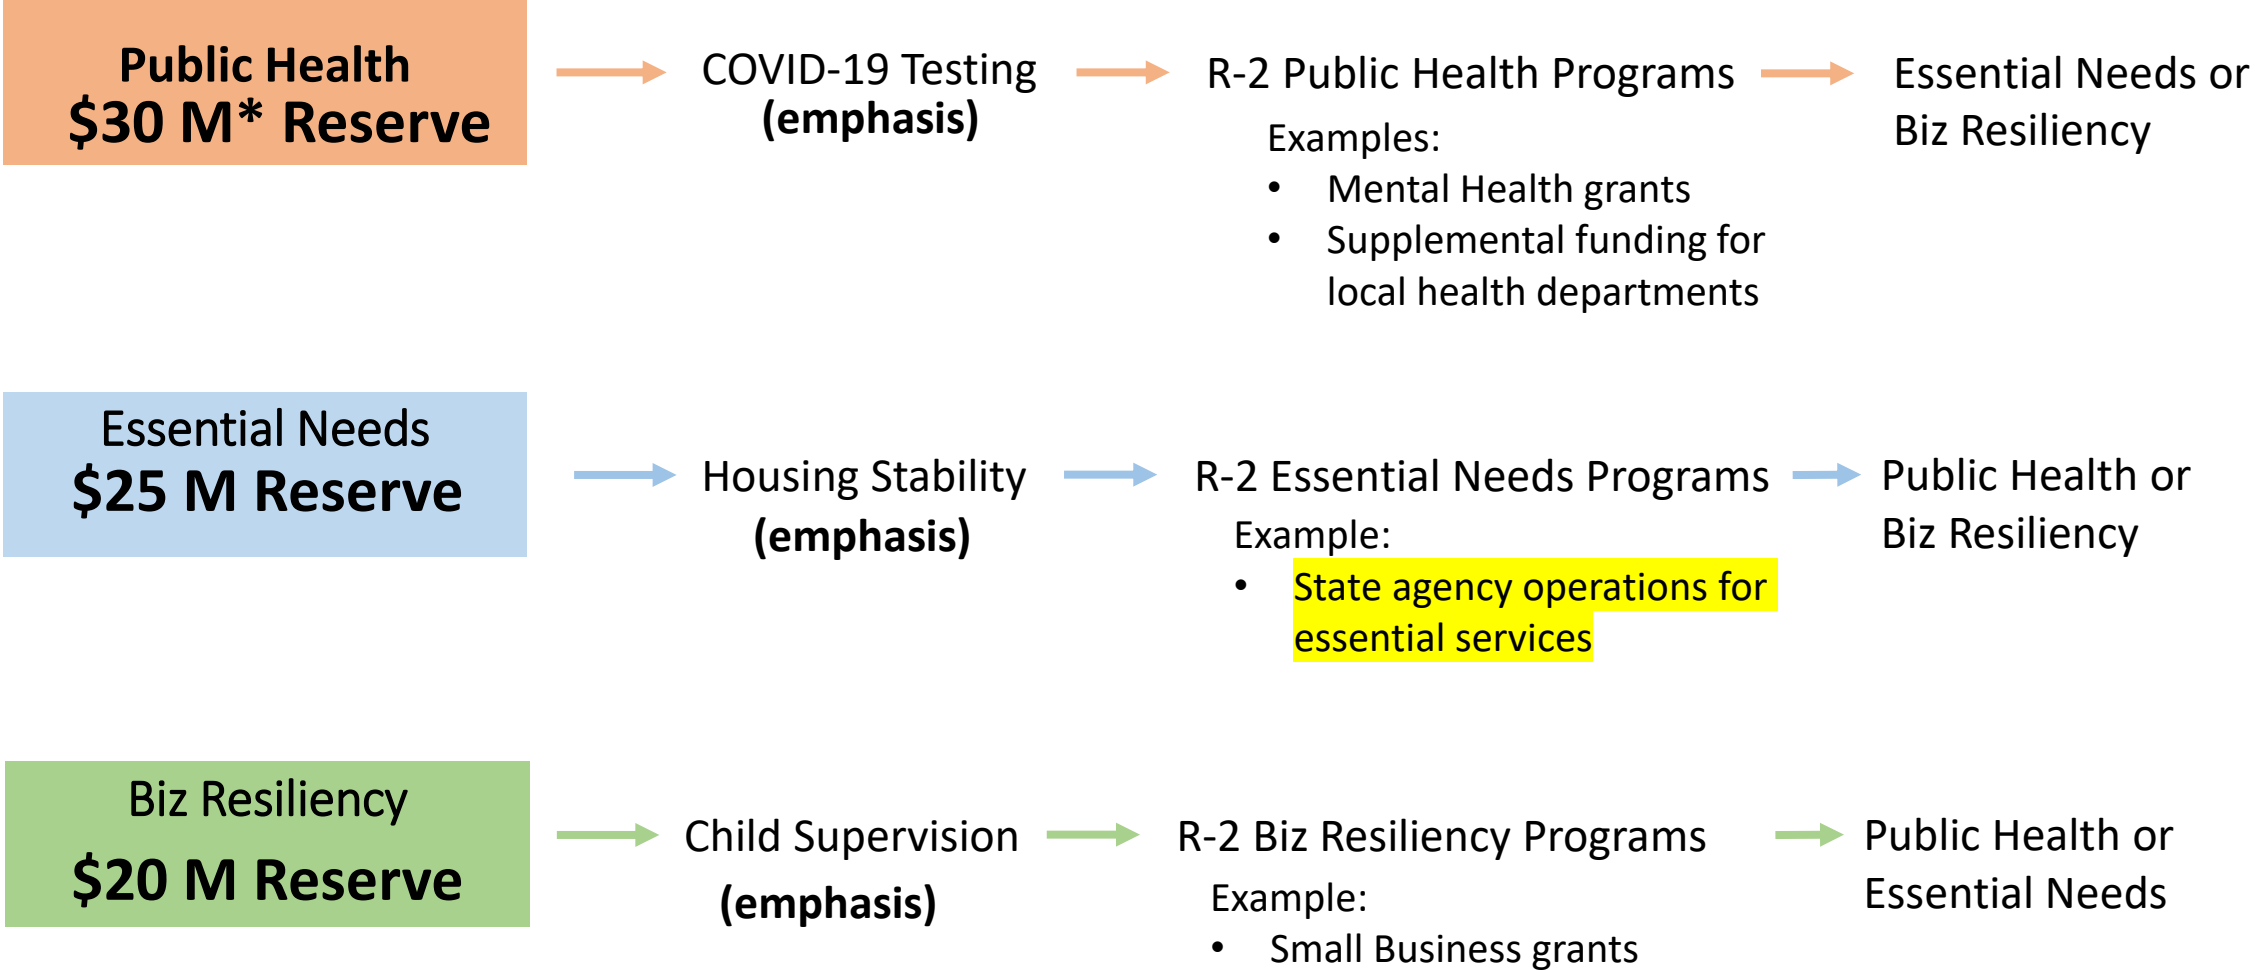 Public Health
$30 M* Reserve
COVID-19 Testing
(emphasis)
R-2 Public Health Programs
Examples:
• Mental Health grants
• Supplemental funding for
local health departments
Essential Needs or
Biz Resiliency
Essential Needs
$25 M Reserve
Housing Stability
(emphasis)
R-2 Essential Needs Programs
Example:
• State agency operations for
essential services
Public Health or
Biz Resiliency
Biz Resiliency
$20 M Reserve
Child Supervision
(emphasis)
R-2 Biz Resiliency Programs
Example:
• Small Business grants
Public Health or
Essential Needs